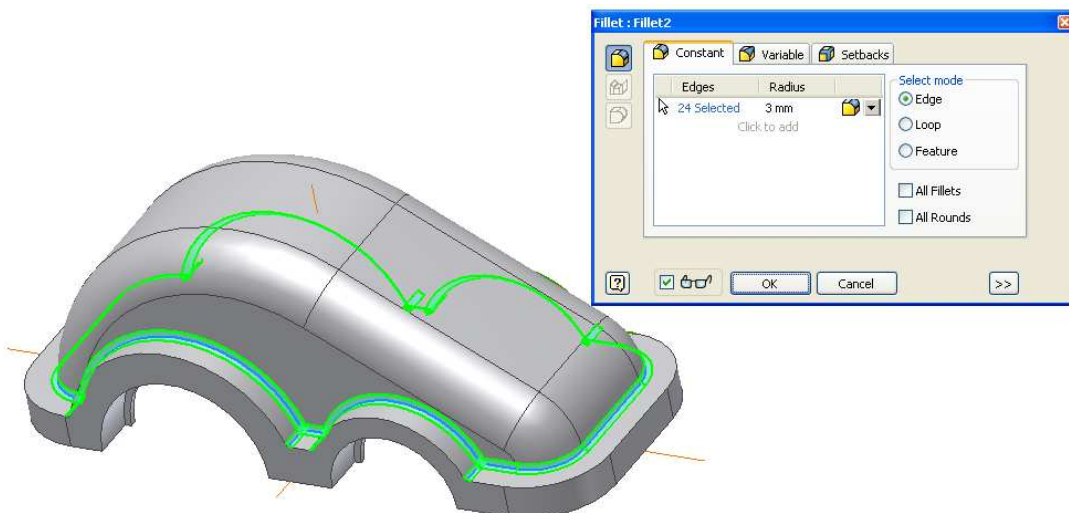 Fillet : Fillet2
Constant Variable Setbacks
Edges Radius
24 Selected 3 mm
Click to add
Select mode
Edge
Loop
Feature
All Fillets
All Rounds
? OK Cancel >>